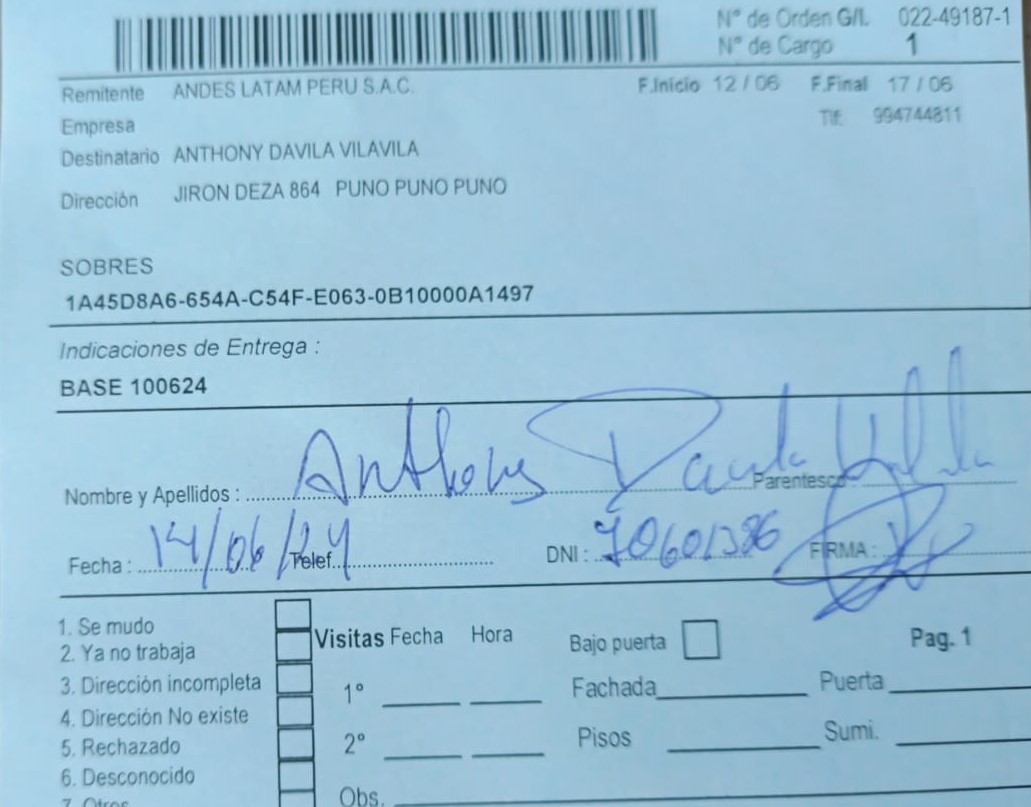 N° de Orden G/L 022-49187-1
N° de Cargo 1
Remitente ANDES LATAM PERU S.A.C. F.Inicio 12 / 06 F.Final 17 / 06
Empresa Tlf: 994744811
Destinatario ANTHONY DAVILA VILAVILA
Dirección JIRON DEZA 864 PUNO PUNO PUNO
SOBRES
1A45D8A6-654A-C54F-E063-0B10000A1497
Indicaciones de Entrega :
BASE 100624
Nombre y Apellidos : Anthony Davila Vilavila Parentesco
Fecha : 14/06/24 Telef. DNI : 70601386 FIRMA :
1. Se mudo
2. Ya no trabaja Visitas Fecha Hora Bajo puerta Pag. 1
3. Dirección incompleta 1° Fachada Puerta
4. Dirección No existe
5. Rechazado 2° Pisos Sumi.
6. Desconocido
7. Otros Obs.